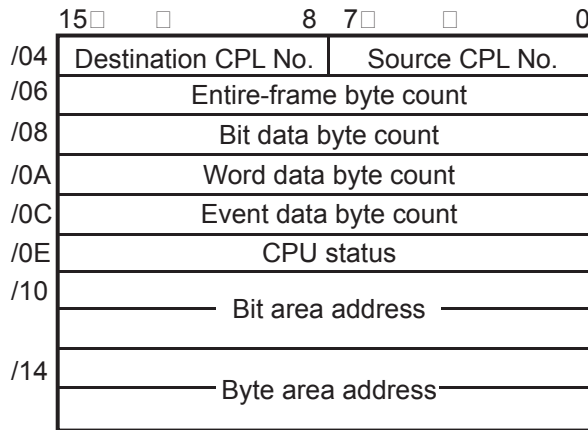 15□ □ 8 7□ □ 0
/04 Destination CPL No. Source CPL No.
/06 Entire-frame byte count
/08 Bit data byte count
/0A Word data byte count
/0C Event data byte count
/0E CPU status
/10
Bit area address
/14
Byte area address